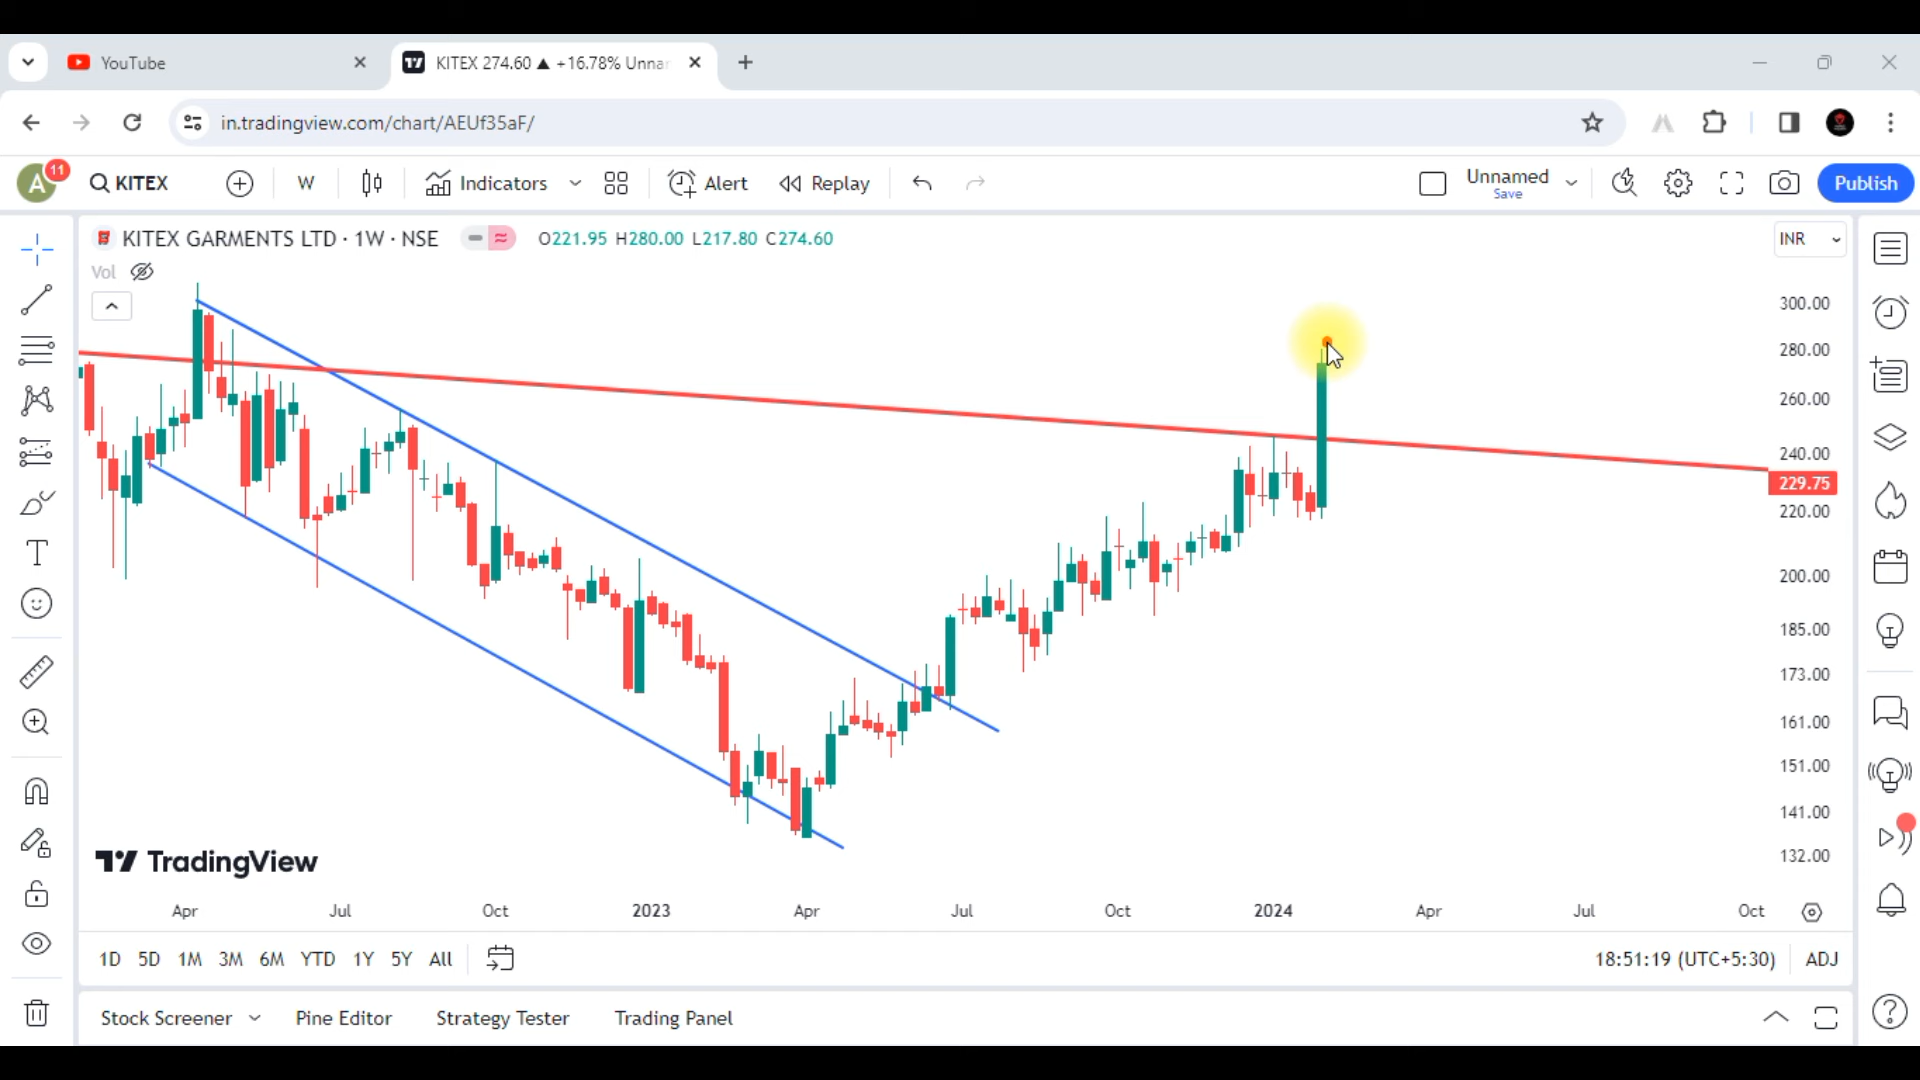 YouTube
KITEX 274.60 ▲ +16.78% Unna
in.tradingview.com/chart/AEUf35aF/
A 11 KITEX W Indicators Alert Replay Unnamed Save Publish
KITEX GARMENTS LTD · 1W · NSE O221.95 H280.00 L217.80 C274.60 INR
Vol
300.00
280.00
260.00
240.00
229.75
220.00
200.00
185.00
173.00
161.00
151.00
141.00
132.00
TradingView
Apr Jul Oct 2023 Apr Jul Oct 2024 Apr Jul Oct
1D 5D 1M 3M 6M YTD 1Y 5Y All 18:51:19 (UTC+5:30) ADJ
Stock Screener Pine Editor Strategy Tester Trading Panel